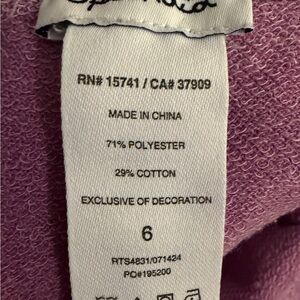 RN# 15741 / CA# 37909
MADE IN CHINA
71% POLYESTER
29% COTTON
EXCLUSIVE OF DECORATION
6
RTS4831/071424
PO#195200